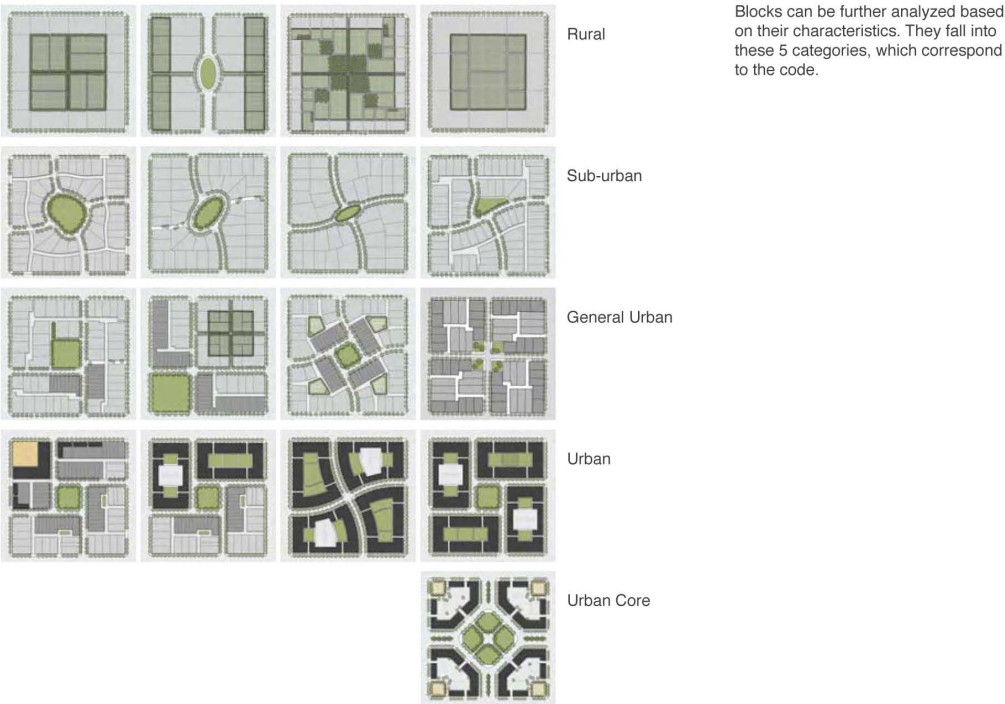 Rural
Blocks can be further analyzed based
on their characteristics. They fall into
these 5 categories, which correspond
to the code.
Sub-urban
General Urban
Urban
Urban Core